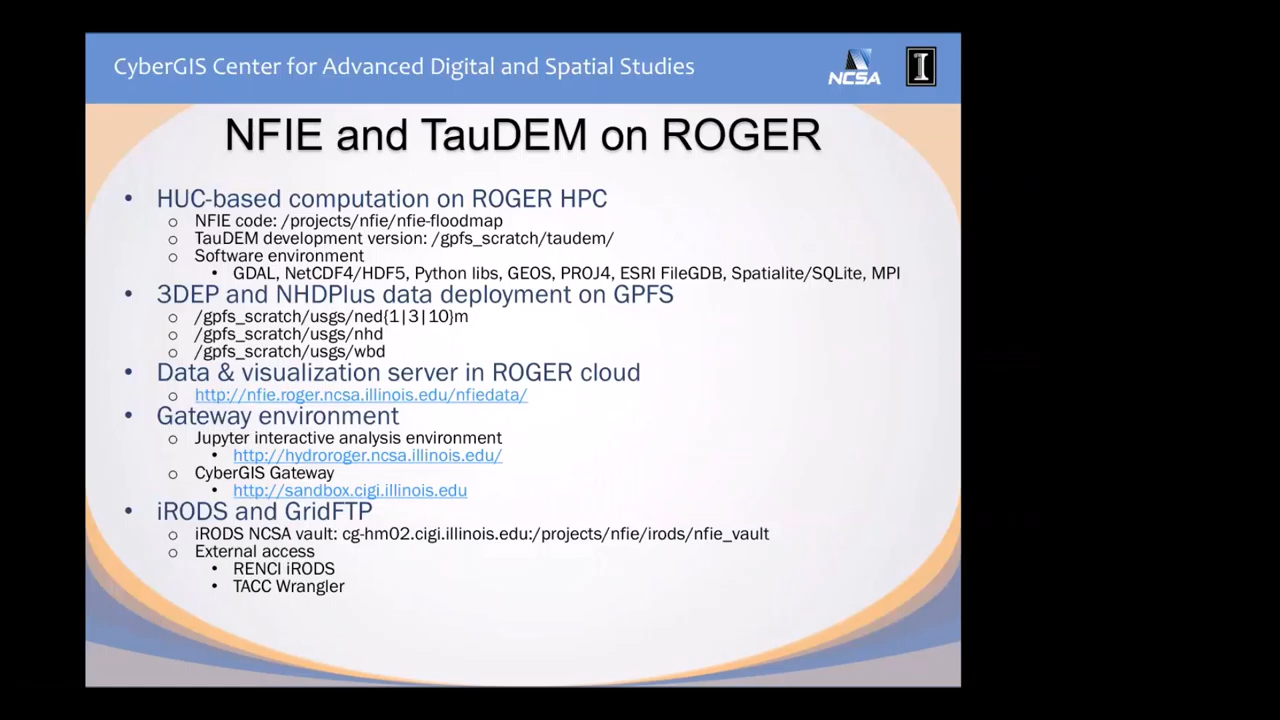 CyberGIS Center for Advanced Digital and Spatial Studies
NCSA
I
NFIE and TauDEM on ROGER
• HUC-based computation on ROGER HPC
o NFIE code: /projects/nfie/nfie-floodmap
o TauDEM development version: /gpfs_scratch/taudem/
o Software environment
• GDAL, NetCDF4/HDF5, Python libs, GEOS, PROJ4, ESRI FileGDB, Spatialite/SQLite, MPI
• 3DEP and NHDPlus data deployment on GPFS
o /gpfs_scratch/usgs/ned{1|3|10}m
o /gpfs_scratch/usgs/nhd
o /gpfs_scratch/usgs/wbd
• Data & visualization server in ROGER cloud
o http://nfie.roger.ncsa.illinois.edu/nfiedata/
• Gateway environment
o Jupyter interactive analysis environment
• http://hydroroger.ncsa.illinois.edu/
o CyberGIS Gateway
• http://sandbox.cigi.illinois.edu
• iRODS and GridFTP
o iRODS NCSA vault: cg-hm02.cigi.illinois.edu:/projects/nfie/irods/nfie_vault
o External access
• RENCI iRODS
• TACC Wrangler